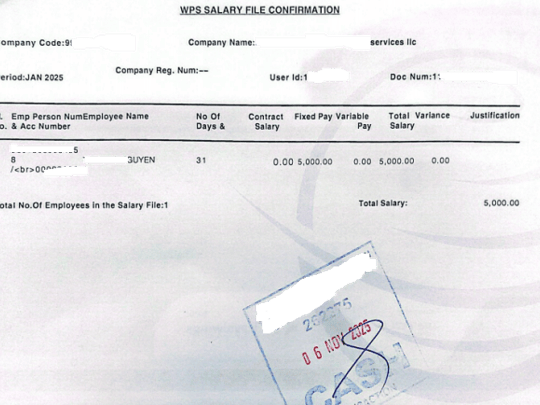 WPS SALARY FILE CONFIRMATION
ompany Code:9
Company Name: services llc
eriod:JAN 2025
Company Reg. Num:--
User Id:1
Doc Num:1
Emp Person NumEmployee Name No Of Contract Fixed Pay Variable Total Variance Justification
o. & Acc Number Days & Salary Pay Salary
5
8 GUYEN 31 0.00 5,000.00 0.00 5,000.00 0.00
/<br>00
otal No.Of Employees in the Salary File:1 Total Salary: 5,000.00
06 NOV 2025
CASH